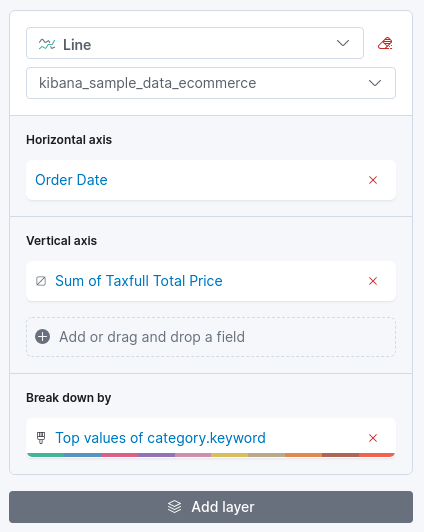 Line
kibana_sample_data_ecommerce
Horizontal axis
Order Date
Vertical axis
Sum of Taxfull Total Price
Add or drag and drop a field
Break down by
Top values of category.keyword
Add layer